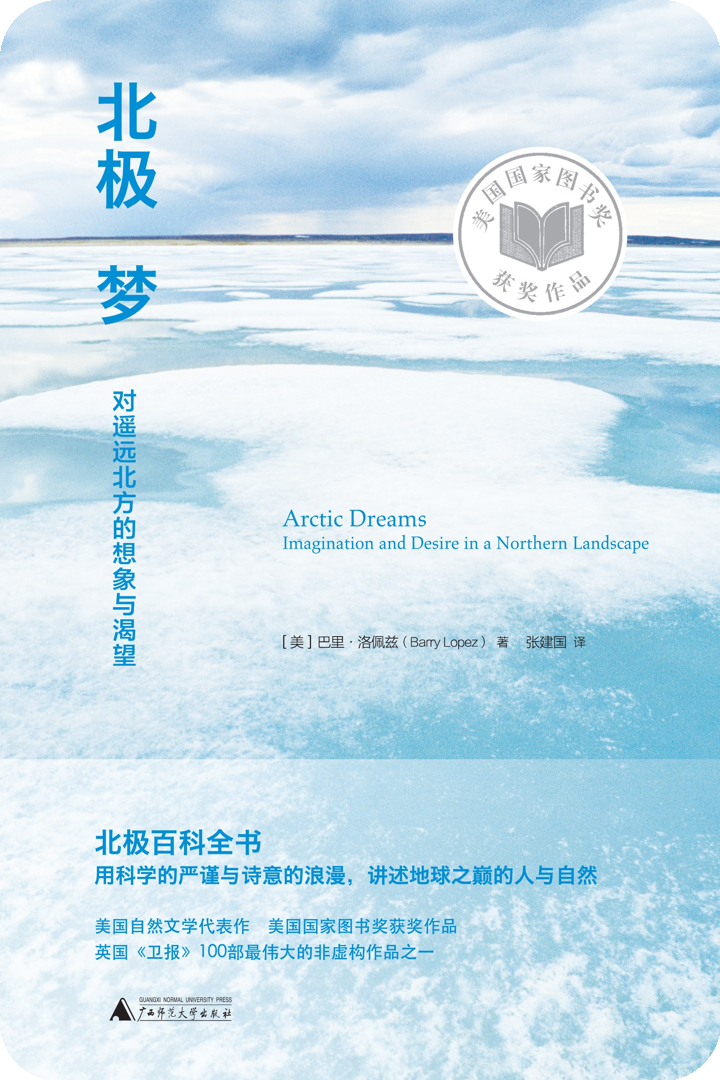 北极 梦
对遥远北方的想象与渴望
美国国家图书奖
获奖作品
Arctic Dreams
Imagination and Desire in a Northern Landscape
[美] 巴里·洛佩兹（Barry Lopez） 著 张建国 译
北极百科全书
用科学的严谨与诗意的浪漫，讲述地球之巅的人与自然
美国自然文学代表作 美国国家图书奖获奖作品
英国《卫报》100部最伟大的非虚构作品之一
GUANGXI NORMAL UNIVERSITY PRESS
广西师范大学出版社